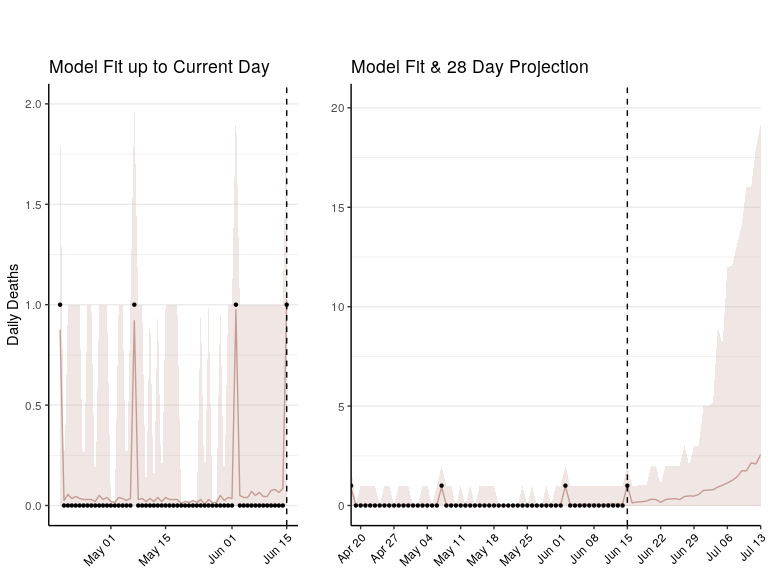 Model Fit up to Current Day
Model Fit & 28 Day Projection
Daily Deaths
2.0
1.5
1.0
0.5
0.0
May 01
May 15
Jun 01
Jun 15
20
15
10
5
0
Apr 20
Apr 27
May 04
May 11
May 18
May 25
Jun 01
Jun 08
Jun 15
Jun 22
Jun 29
Jul 06
Jul 13